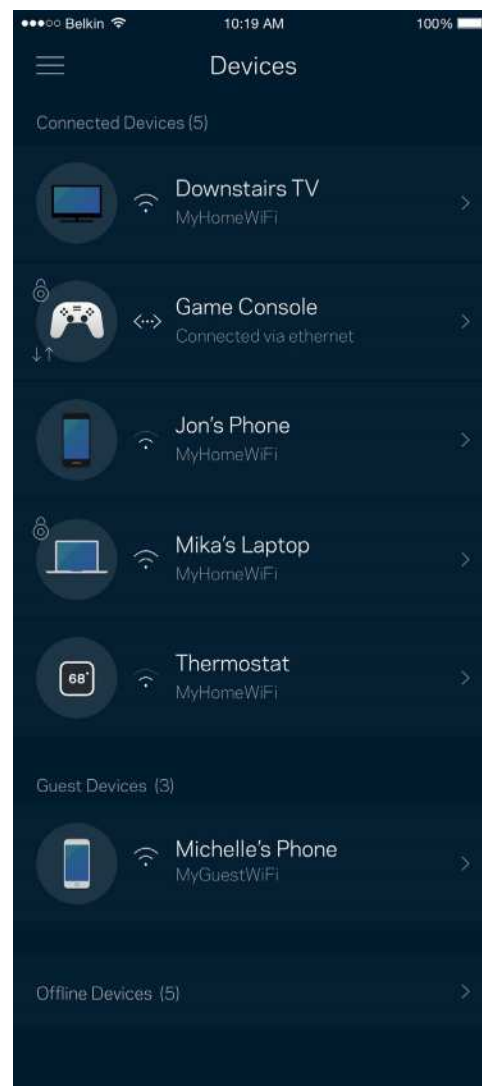 Belkin 10:19 AM 100%
Devices
Connected Devices (5)
Downstairs TV
MyHomeWiFi
Game Console
Connected via ethernet
Jon's Phone
MyHomeWiFi
Mika's Laptop
MyHomeWiFi
68°
Thermostat
MyHomeWiFi
Guest Devices (3)
Michelle's Phone
MyGuestWiFi
Offline Devices (5)